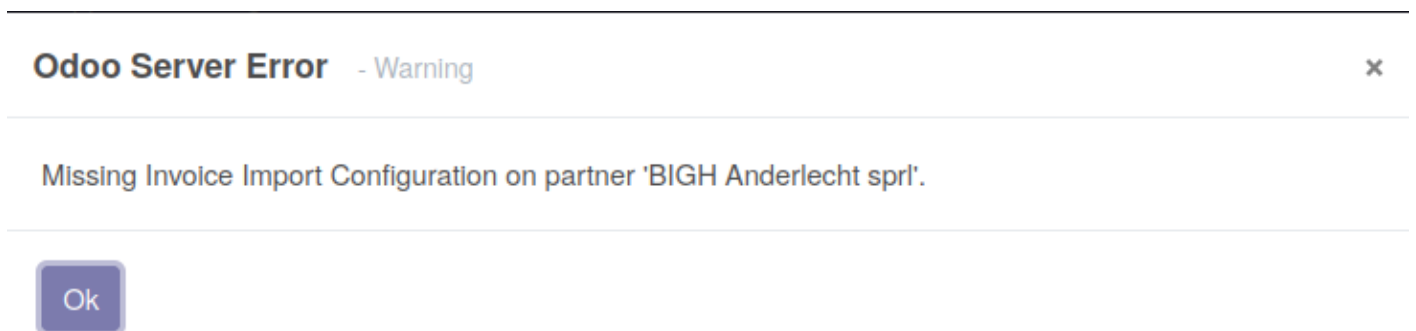 Odoo Server Error - Warning
×
Missing Invoice Import Configuration on partner 'BIGH Anderlecht sprl'.
Ok